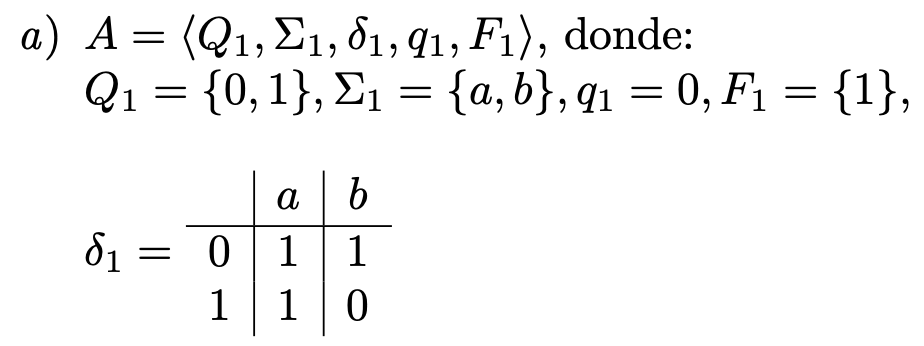 a) A = ⟨Q₁, Σ₁, δ₁, q₁, F₁⟩, donde:
Q₁ = {0, 1}, Σ₁ = {a, b}, q₁ = 0, F₁ = {1},
a b
δ₁ = 0 1 1
1 1 0